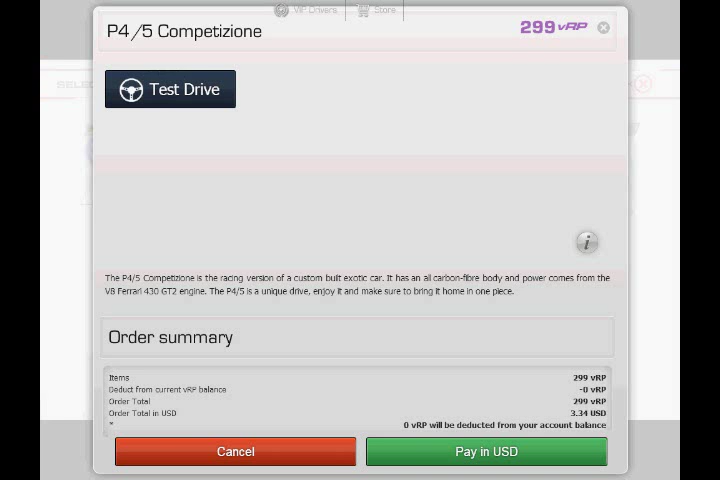 VIP Drivers
Store
P4/5 Competizione
299 vRP
Test Drive
i
The P4/5 Competizione is the racing version of a custom built exotic car. It has an all carbon-fibre body and power comes from the
V8 Ferrari 430 GT2 engine. The P4/5 is a unique drive, enjoy it and make sure to bring it home in one piece.
Order summary
Items 299 vRP
Deduct from current vRP balance -0 vRP
Order Total 299 vRP
Order Total in USD 3.34 USD
* 0 vRP will be deducted from your account balance
Cancel
Pay in USD